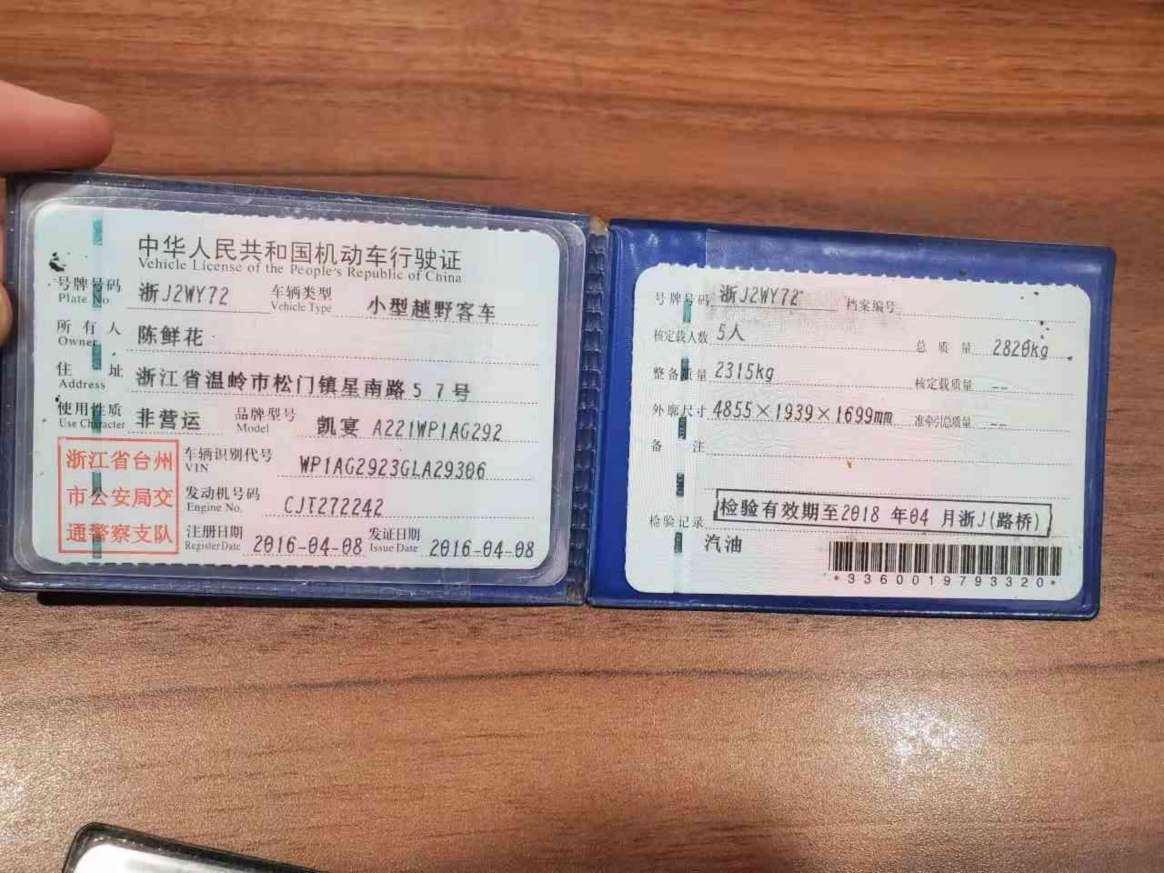 中华人民共和国机动车行驶证
Vehicle License of the People's Republic of China
号牌号码 浙J2WY72 车辆类型 小型越野客车
Plate No. Vehicle Type
所有人 陈鲜花
Owner
住址 浙江省温岭市松门镇星南路57号
Address
使用性质 非营运 品牌型号 凯宴 A221WP1AG292
Use Character Model
浙江省台州
市公安局交
通警察支队
车辆识别代号 WP1AG2923GLA29306
VIN
发动机号码 CJT272242
Engine No.
注册日期 2016-04-08 发证日期 2016-04-08
Register Date Issue Date
号牌号码 浙J2WY72 档案编号
核定载人数 5人 总质量 2820kg
整备质量 2315kg 核定载质量 --
外廓尺寸 4855×1939×1699mm 准牵引总质量 --
备注
检验记录 检验有效期至2018年04月浙J(路桥)
汽油
*3360019793320*